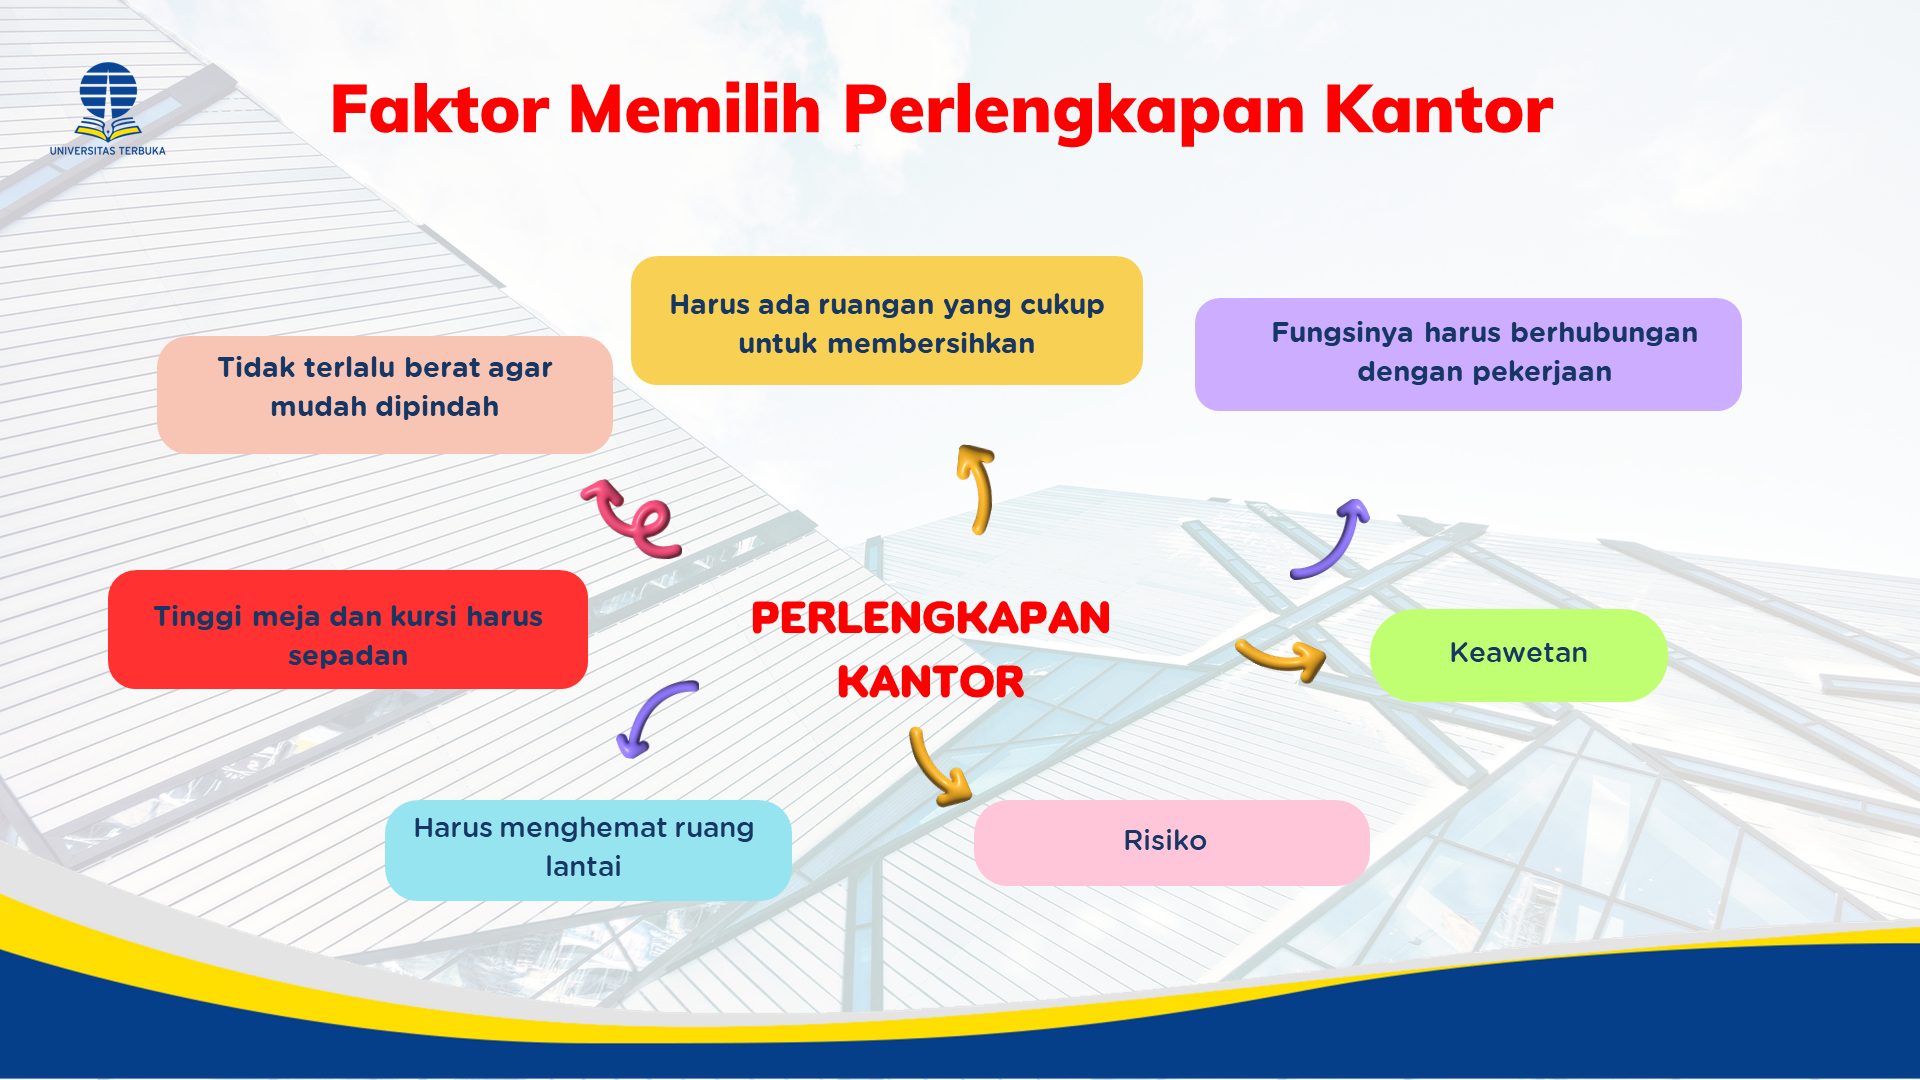 UNIVERSITAS TERBUKA
Faktor Memilih Perlengkapan Kantor
Tidak terlalu berat agar
mudah dipindah
Harus ada ruangan yang cukup
untuk membersihkan
Fungsinya harus berhubungan
dengan pekerjaan
Tinggi meja dan kursi harus
sepadan
PERLENGKAPAN
KANTOR
Keawetan
Harus menghemat ruang
lantai
Risiko